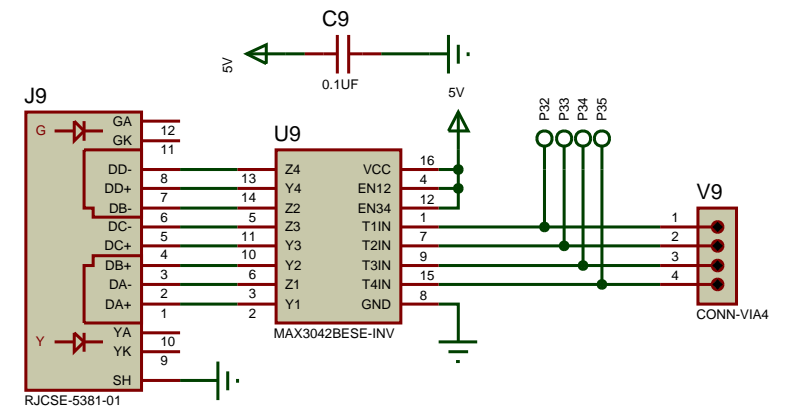 C9
5V
0.1UF
5V
J9
G
GA
12
GK
11
DD-
8
DD+
7
DB-
6
DC-
5
DC+
4
DB+
3
DA-
2
DA+
1
Y
YA
10
YK
9
SH
RJCSE-5381-01
U9
13
Z4
14
Y4
5
Z2
11
Z3
10
Y3
6
Y2
3
Z1
2
Y1
VCC
16
EN12
4
EN34
12
T1IN
1
T2IN
7
T3IN
9
T4IN
15
GND
8
MAX3042BESE-INV
P32
P33
P34
P35
V9
1
2
3
4
CONN-VIA4